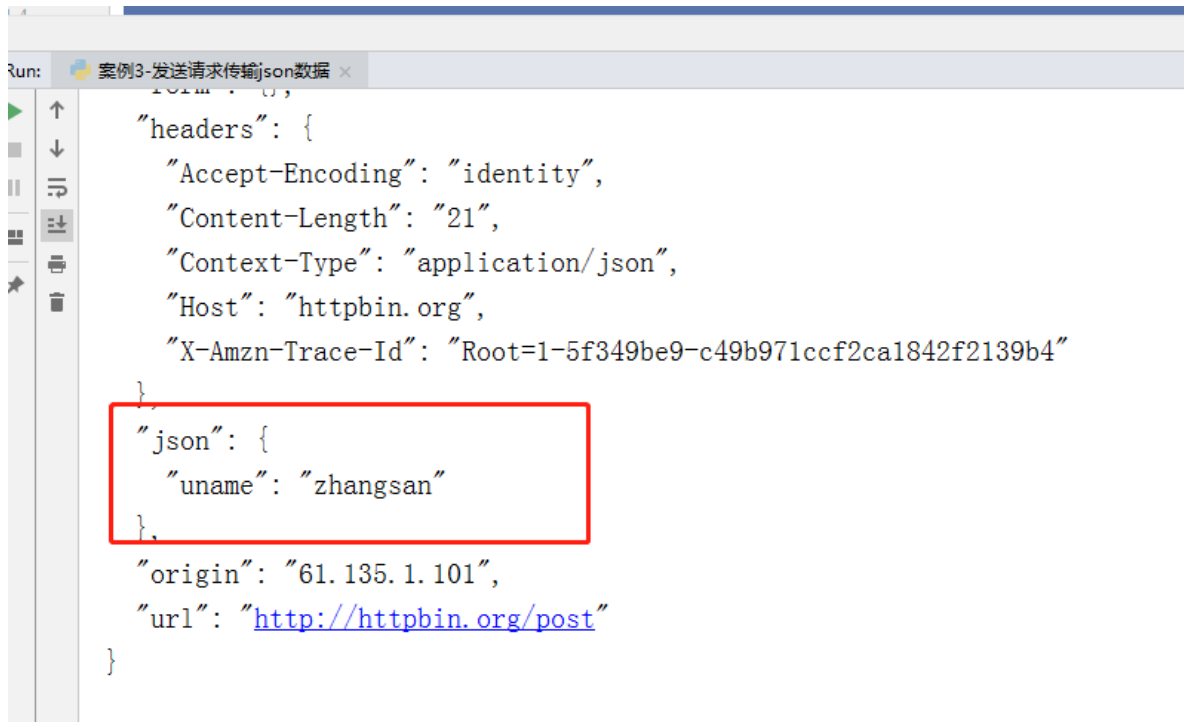 Run: 案例3-发送请求传输json数据 ×
"form": {},
"headers": {
"Accept-Encoding": "identity",
"Content-Length": "21",
"Context-Type": "application/json",
"Host": "httpbin.org",
"X-Amzn-Trace-Id": "Root=1-5f349be9-c49b971ccf2ca1842f2139b4"
},
"json": {
"uname": "zhangsan"
},
"origin": "61.135.1.101",
"url": "http://httpbin.org/post"
}